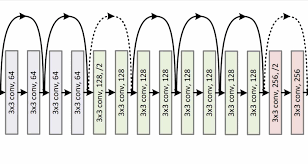 3x3 conv, 64
3x3 conv, 64
3x3 conv, 64
3x3 conv, 64
3x3 conv, 128, /2
3x3 conv, 128
3x3 conv, 128
3x3 conv, 128
3x3 conv, 128
3x3 conv, 128
3x3 conv, 128
3x3 conv, 128
3x3 conv, 256, /2
3x3 conv, 256